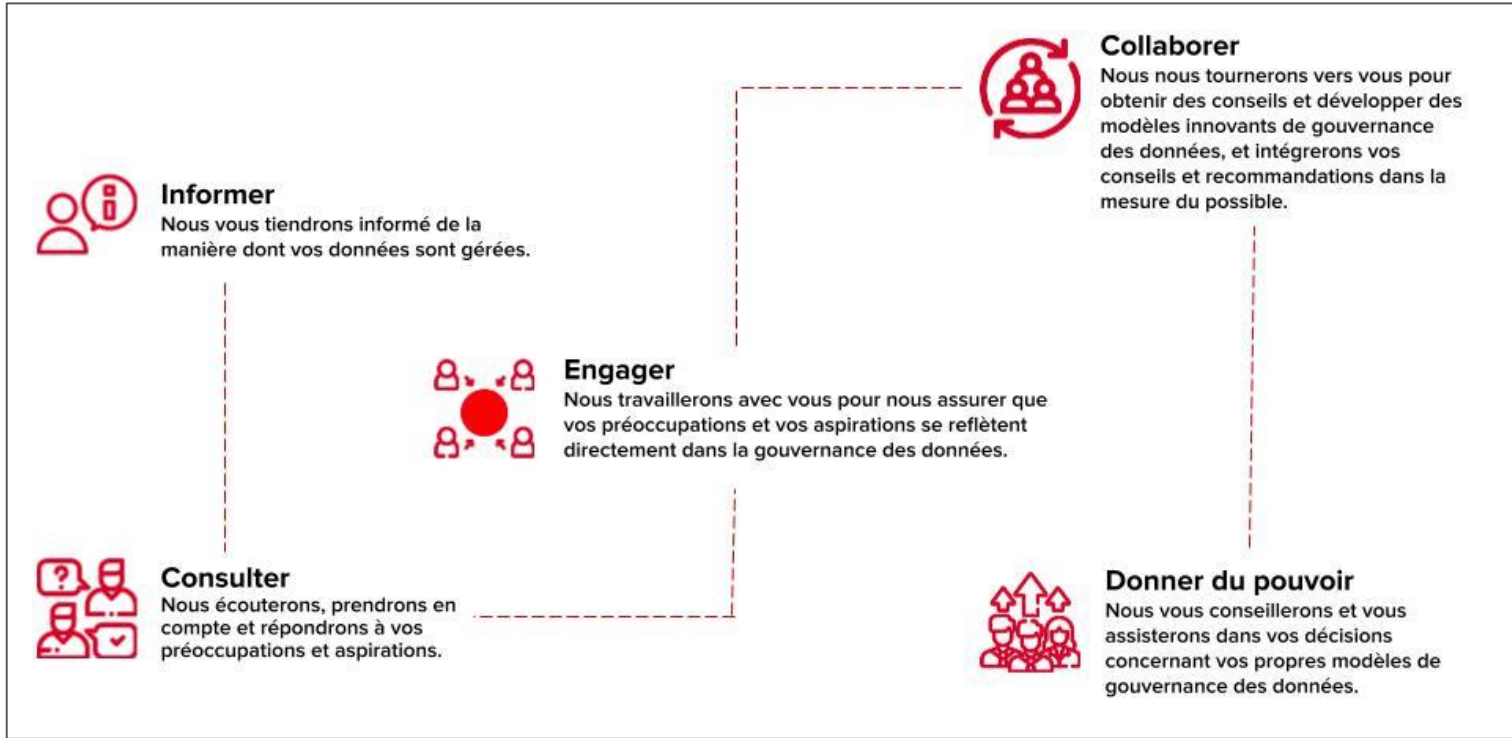 Informer
Nous vous tiendrons informé de la
manière dont vos données sont gérées.
Consulter
Nous écouterons, prendrons en
compte et répondrons à vos
préoccupations et aspirations.
Engager
Nous travaillerons avec vous pour nous assurer que
vos préoccupations et vos aspirations se reflètent
directement dans la gouvernance des données.
Collaborer
Nous nous tournerons vers vous pour
obtenir des conseils et développer des
modèles innovants de gouvernance
des données, et intégrerons vos
conseils et recommandations dans la
mesure du possible.
Donner du pouvoir
Nous vous conseillerons et vous
assisterons dans vos décisions
concernant vos propres modèles de
gouvernance des données.